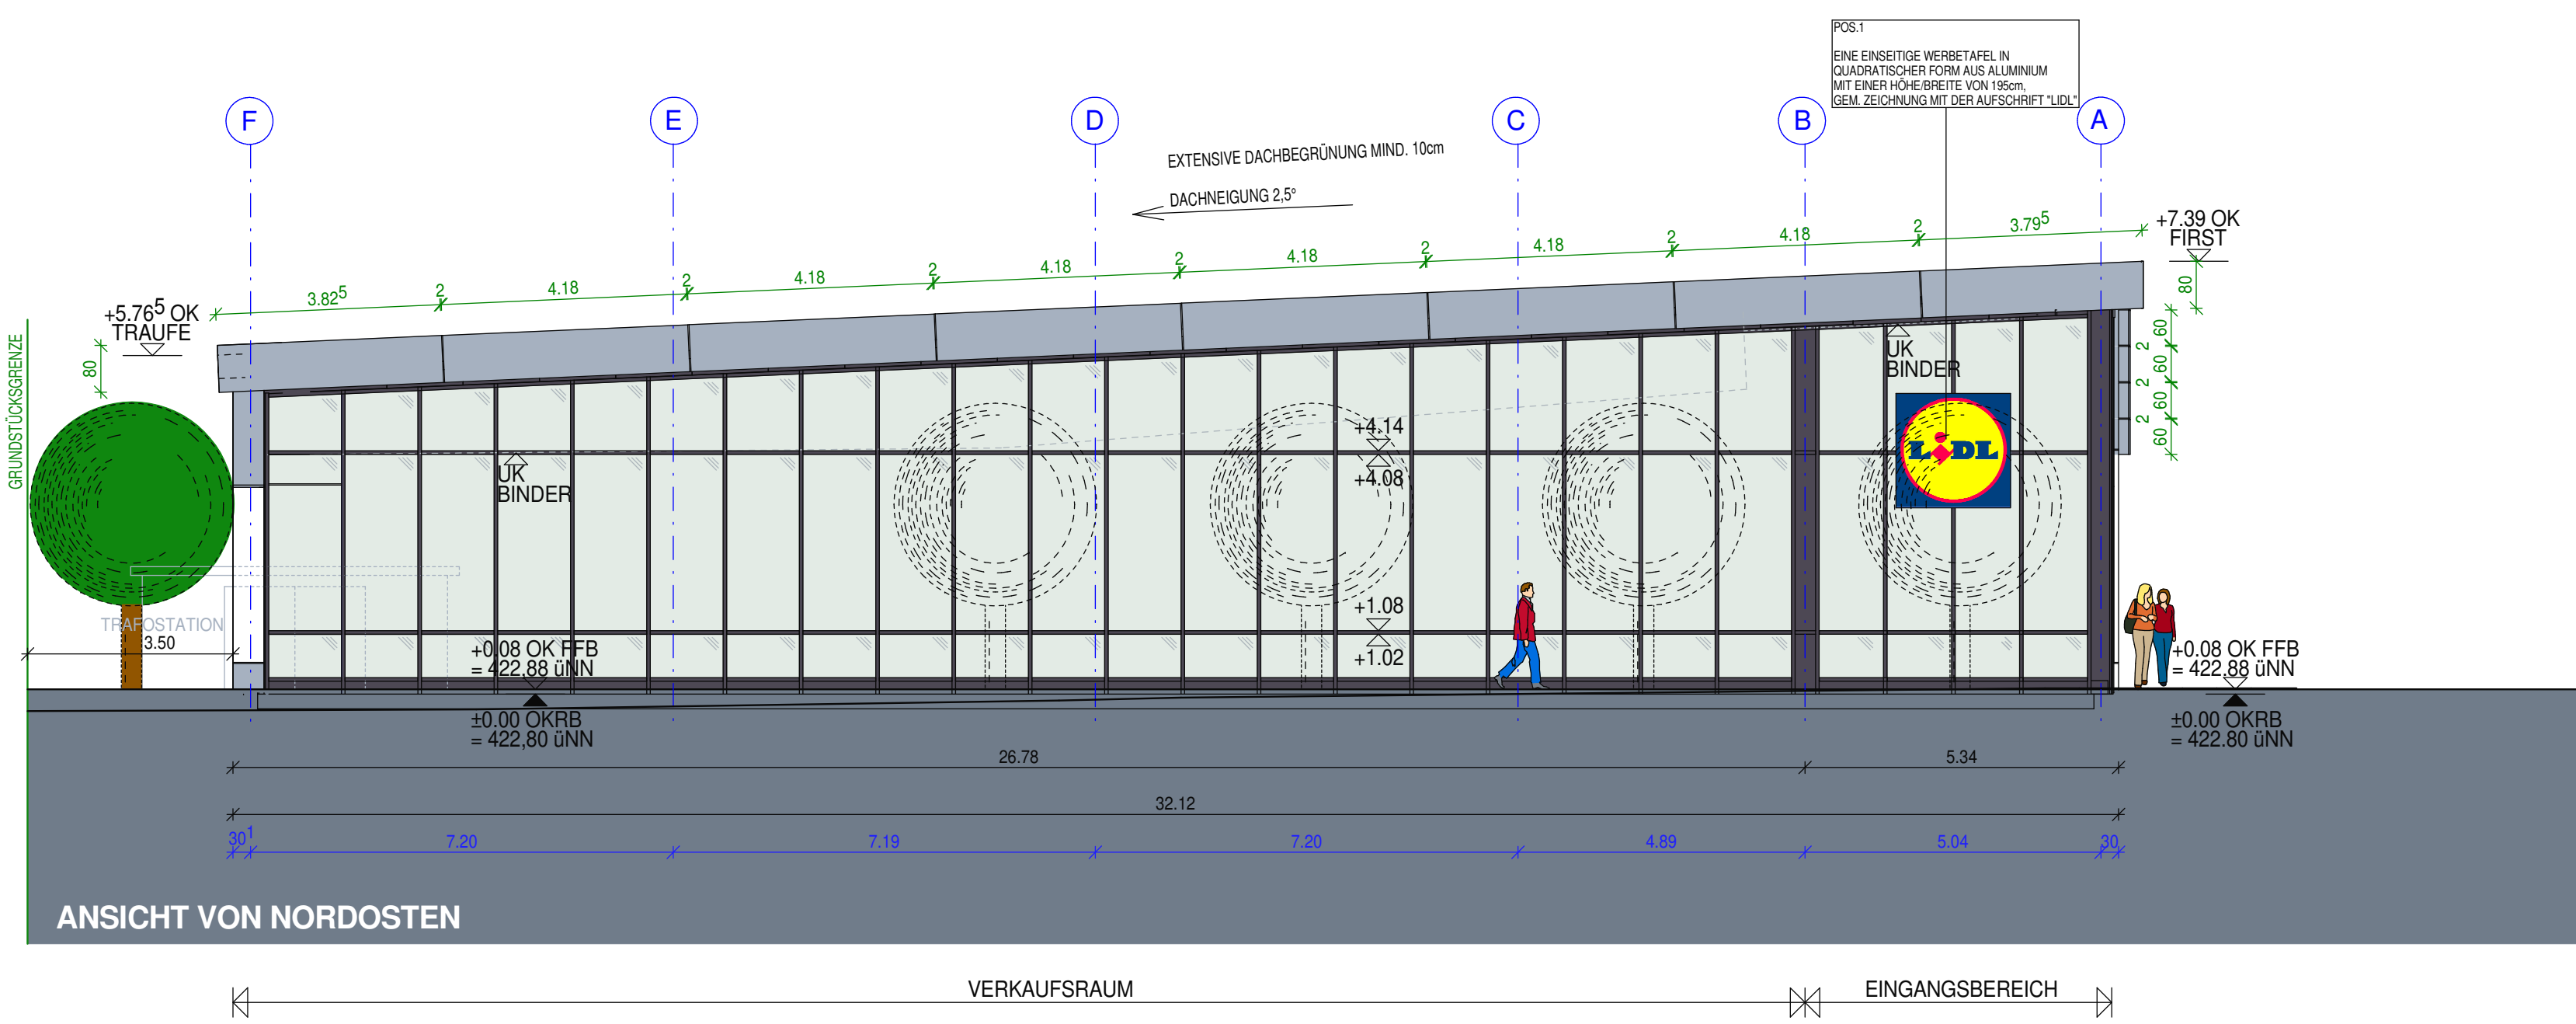 POS.1
EINE EINSEITIGE WERBETAFEL IN
QUADRATISCHER FORM AUS ALUMINIUM
MIT EINER HÖHE/BREITE VON 195cm,
GEM. ZEICHNUNG MIT DER AUFSCHRIFT "LIDL"
F
E
D
C
B
A
EXTENSIVE DACHBEGRÜNUNG MIND. 10cm
DACHNEIGUNG 2,5°
+7.39 OK
FIRST
80
3.82⁵
2
4.18
2
4.18
2
4.18
2
4.18
2
4.18
2
4.18
2
3.79⁵
+5.76⁵ OK
TRAUFE
80
GRUNDSTÜCKSGRENZE
60
2
60
2
60
2
60
UK
BINDER
UK
BINDER
LIDL
+4.14
+4.08
+1.08
+1.02
TRAFOSTATION
3.50
+0.08 OK FFB
= 422.88 üNN
±0.00 OKRB
= 422,80 üNN
+0.08 OK FFB
= 422.88 üNN
±0.00 OKRB
= 422.80 üNN
26.78
5.34
32.12
30¹
7.20
7.19
7.20
4.89
5.04
30
ANSICHT VON NORDOSTEN
VERKAUFSRAUM
EINGANGSBEREICH